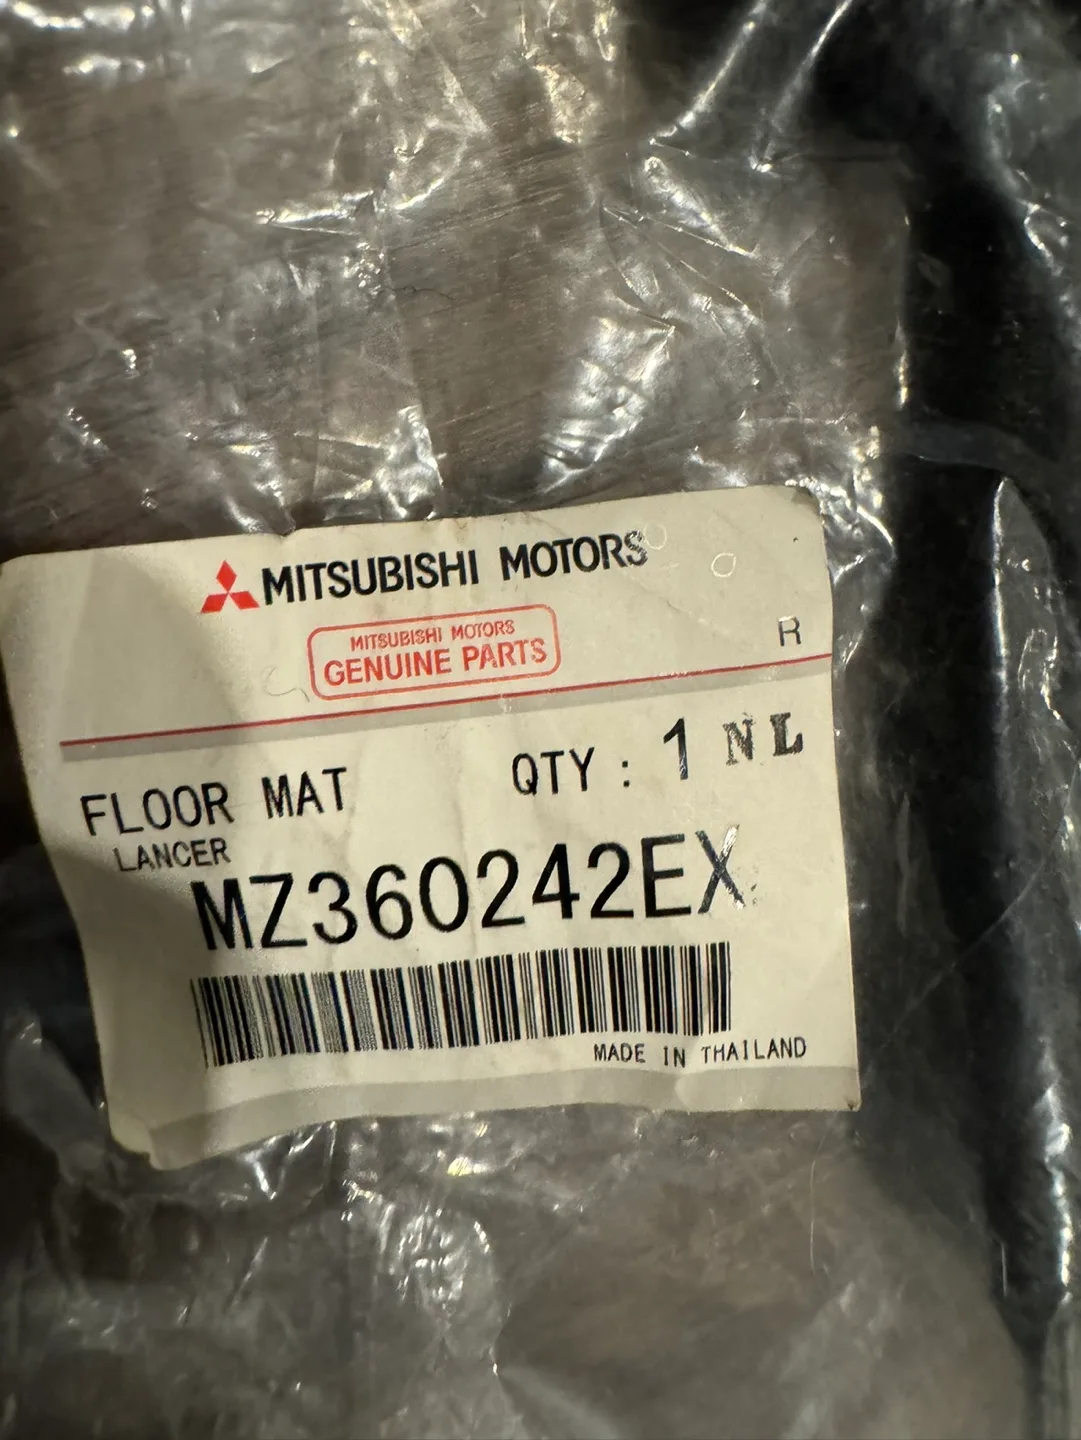 MITSUBISHI MOTORS
MITSUBISHI MOTORS
GENUINE PARTS
R
FLOOR MAT QTY : 1 NL
LANCER
MZ360242EX
MADE IN THAILAND